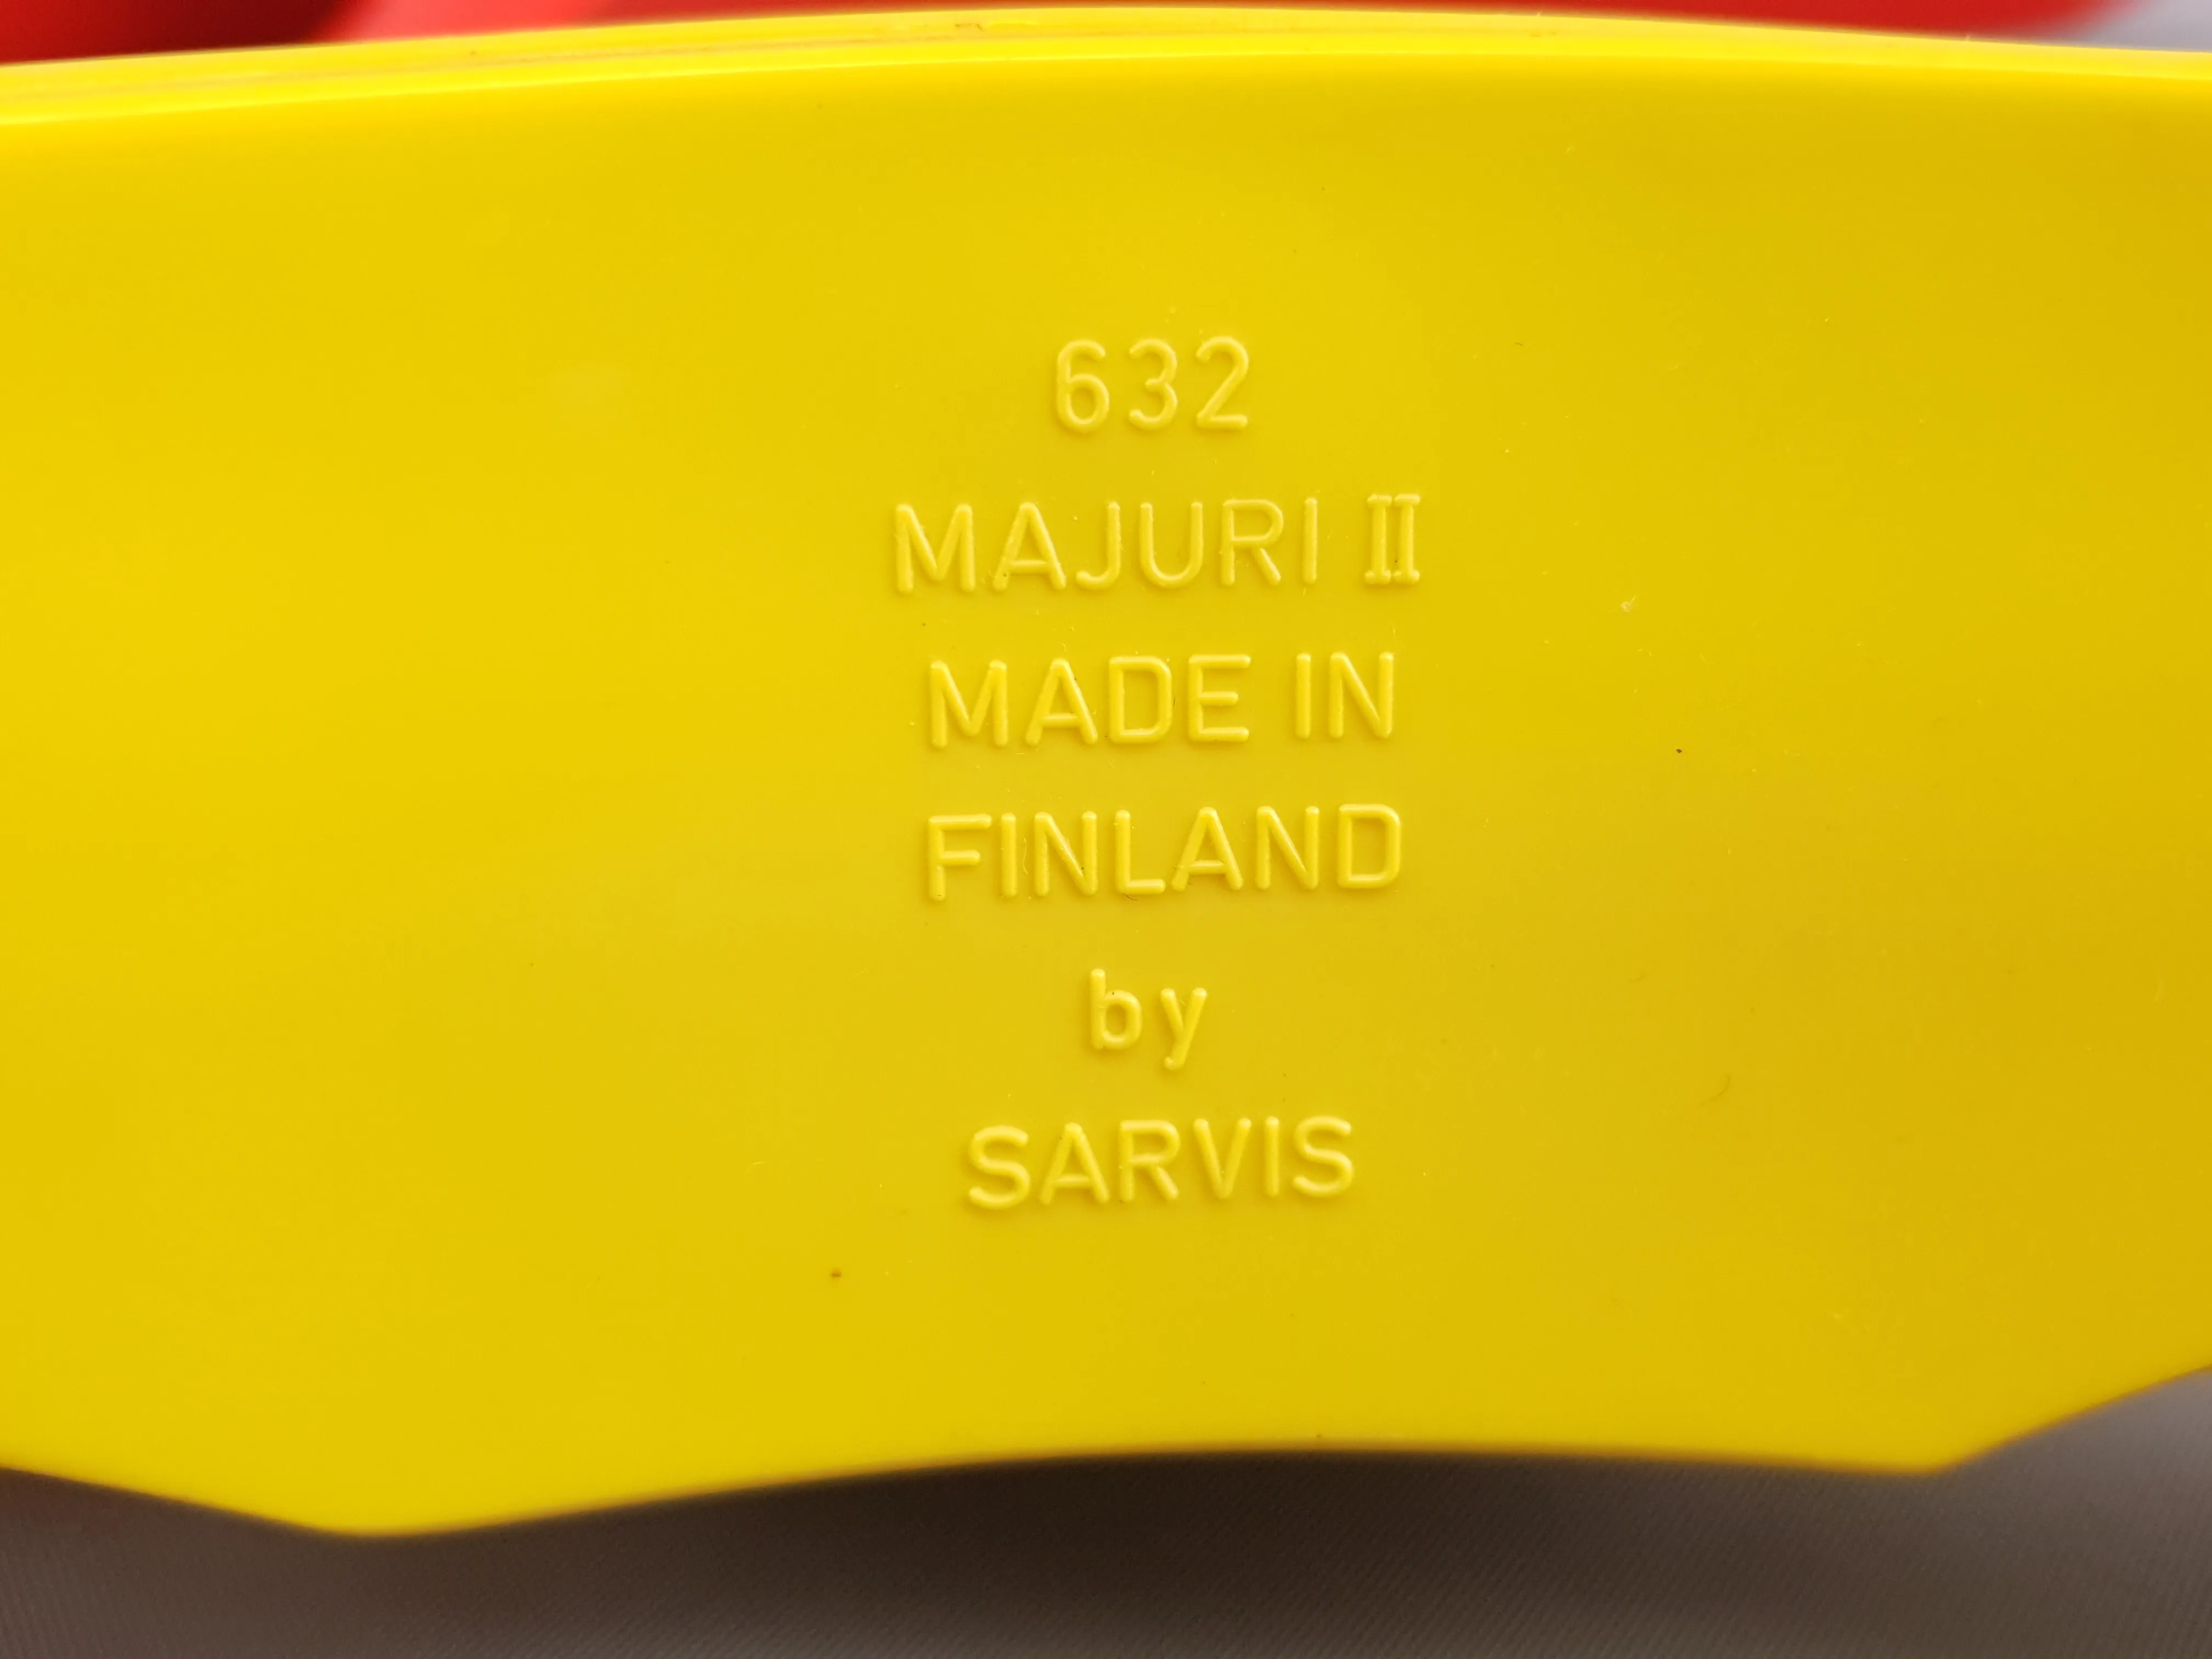 632
MAJURI II
MADE IN
FINLAND
by
SARVIS